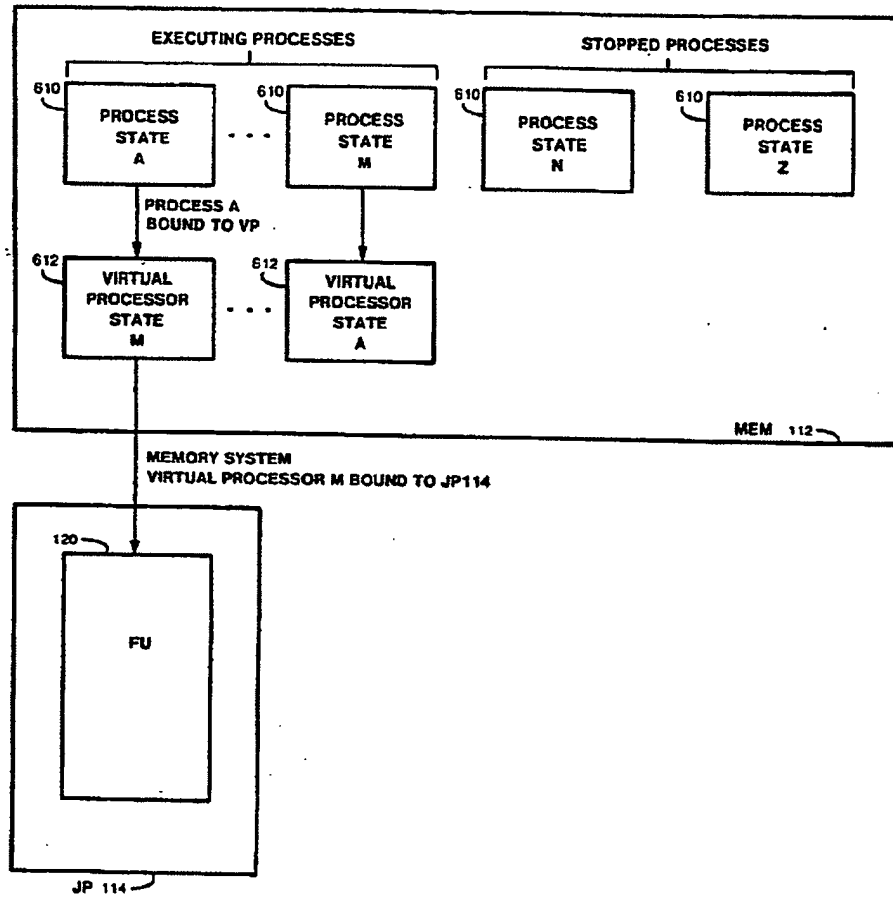 EXECUTING PROCESSES
STOPPED PROCESSES
610
PROCESS
STATE
A
610
PROCESS
STATE
M
610
PROCESS
STATE
N
610
PROCESS
STATE
Z
PROCESS A
BOUND TO VP
612
VIRTUAL
PROCESSOR
STATE
M
612
VIRTUAL
PROCESSOR
STATE
A
MEM 112
MEMORY SYSTEM
VIRTUAL PROCESSOR M BOUND TO JP114
120
FU
JP 114